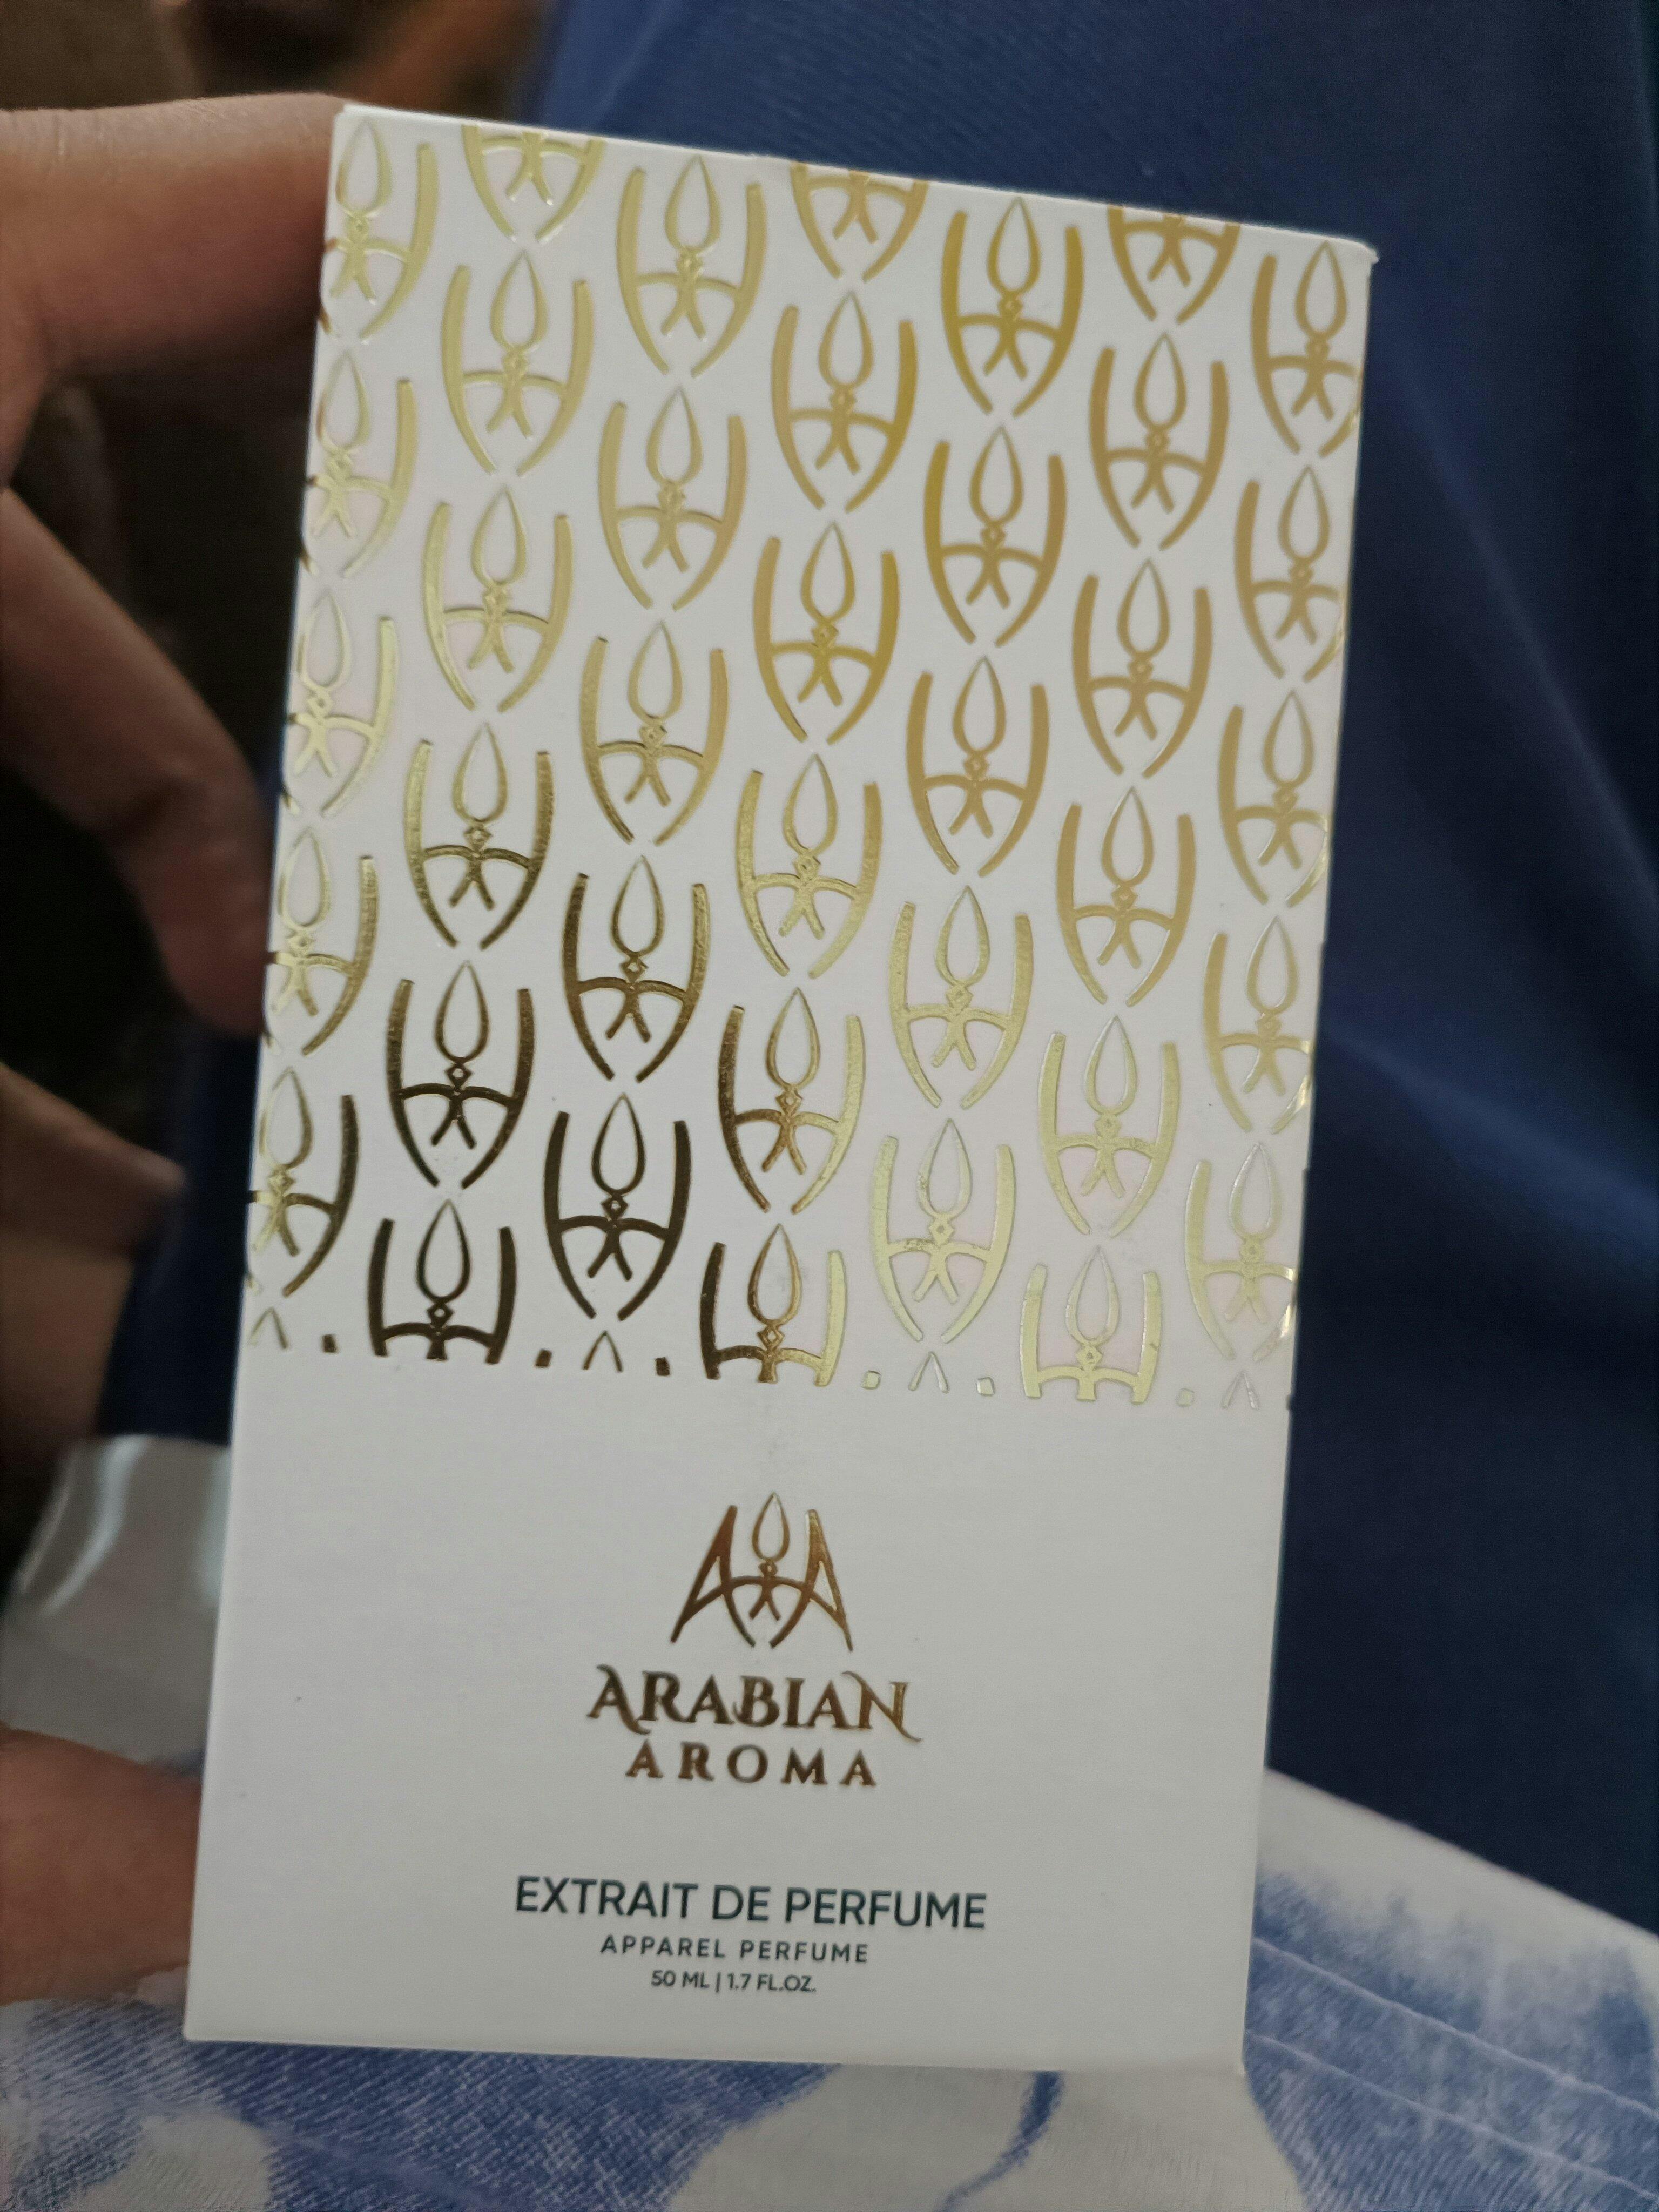 ARABIAN
AROMA
EXTRAIT DE PERFUME
APPAREL PERFUME
50 ML | 1.7 FL.OZ.